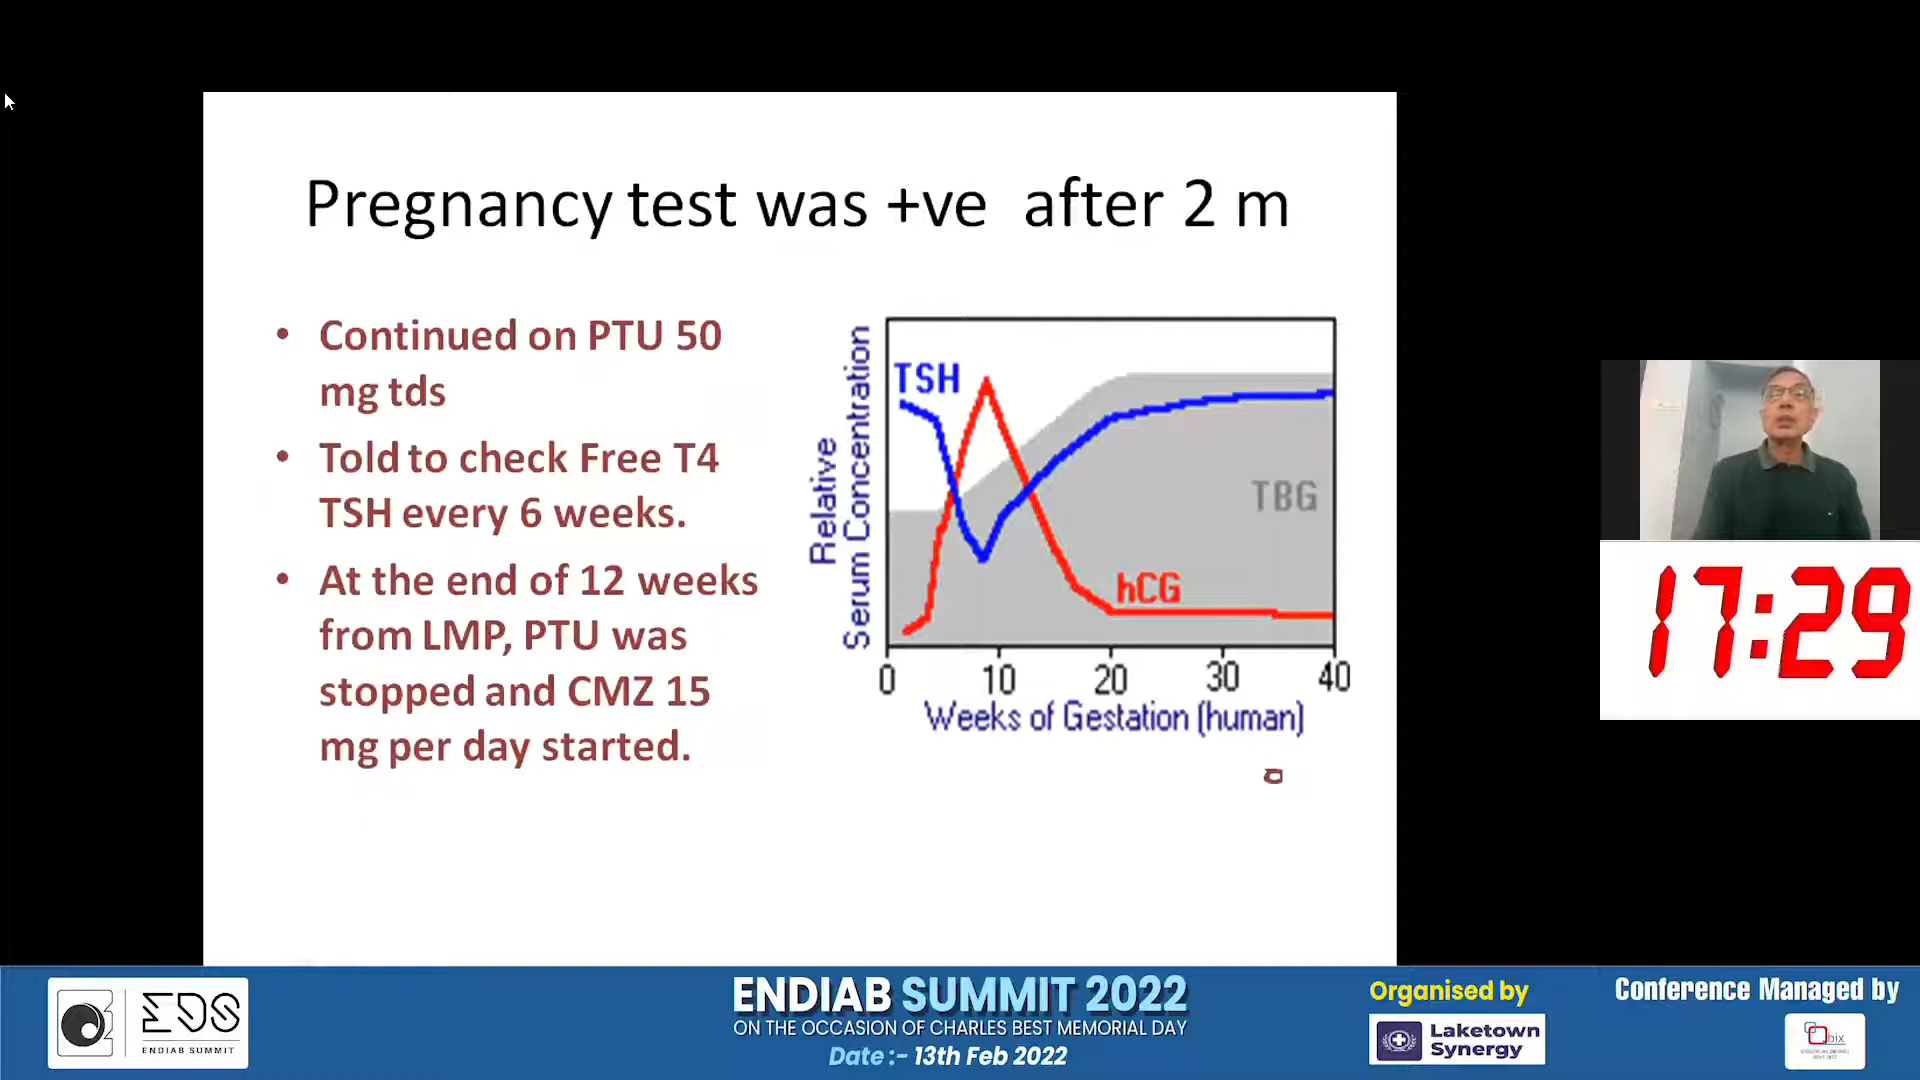 Pregnancy test was +ve after 2 m
• Continued on PTU 50
mg tds
• Told to check Free T4
TSH every 6 weeks.
• At the end of 12 weeks
from LMP, PTU was
stopped and CMZ 15
mg per day started.
Relative
Serum Concentration
TSH
TBG
hCG
0 10 20 30 40
Weeks of Gestation (human)
a
17:29
EDS
ENDIAB SUMMIT
ENDIAB SUMMIT 2022
ON THE OCCASION OF CHARLES BEST MEMORIAL DAY
Date :- 13th Feb 2022
Organised by
Laketown
Synergy
Conference Managed by
bix